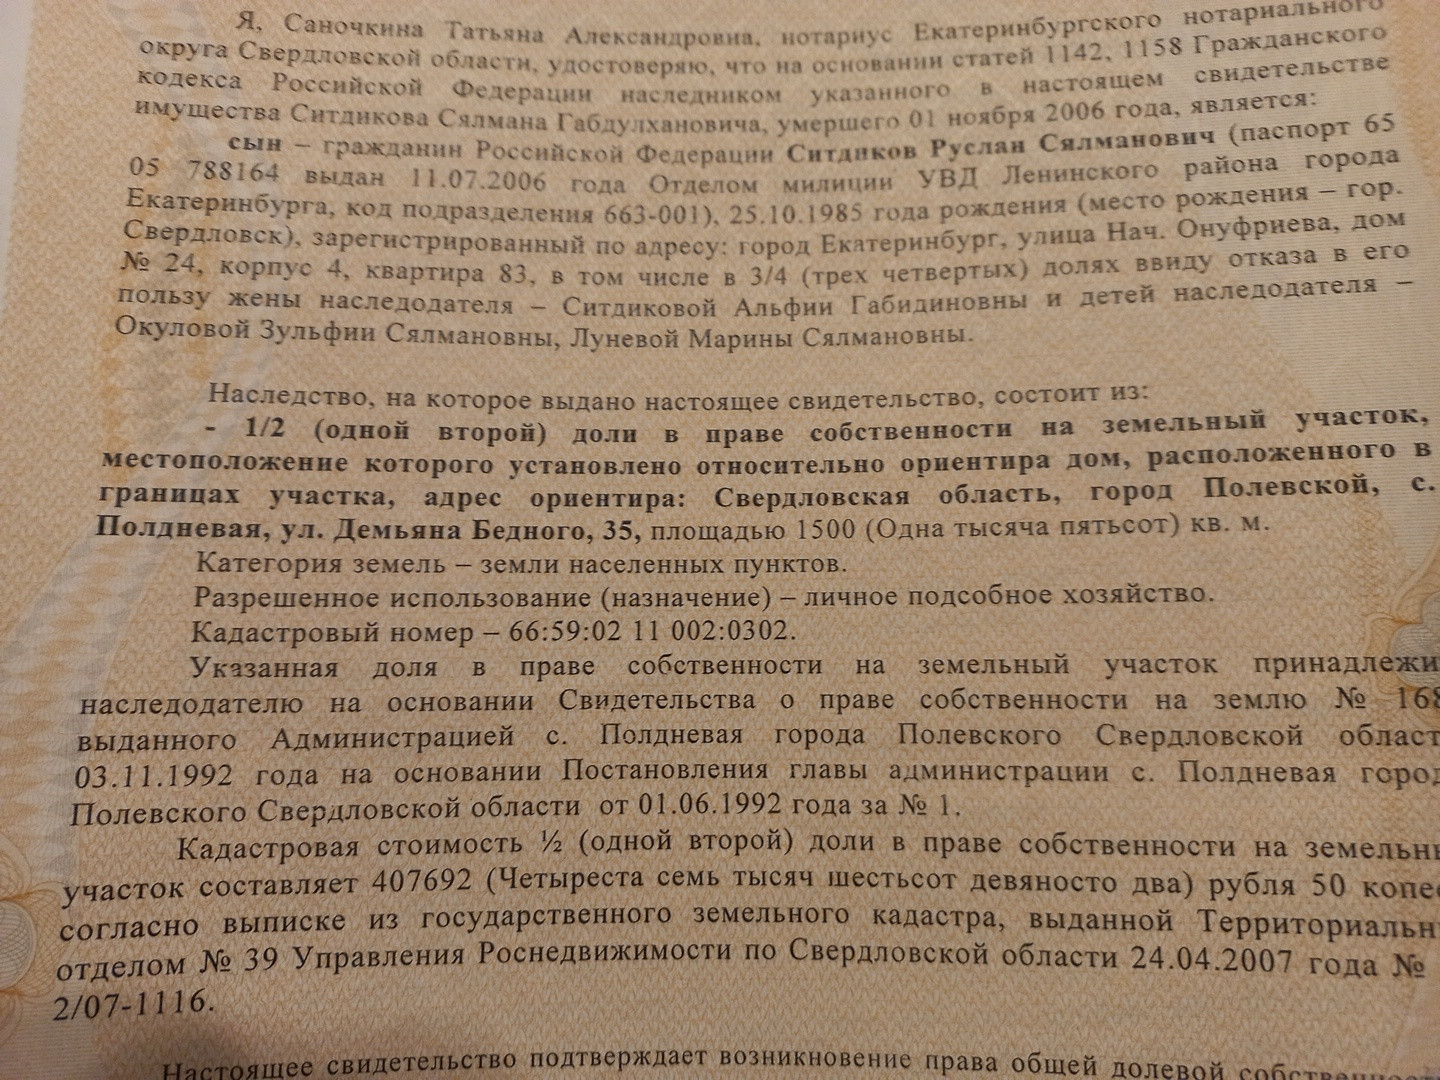 Я, Саночкина Татьяна Александровна, нотариус Екатеринбургского нотариального
округа Свердловской области, удостоверяю, что на основании статей 1142, 1158 Гражданского
кодекса Российской Федерации наследником указанного в настоящем свидетельстве
имущества Ситдикова Сялмана Габдулхановича, умершего 01 ноября 2006 года, является:
сын – гражданин Российской Федерации Ситдиков Руслан Сялманович (паспорт 65
05 788164 выдан 11.07.2006 года Отделом милиции УВД Ленинского района города
Екатеринбурга, код подразделения 663-001), 25.10.1985 года рождения (место рождения – гор.
Свердловск), зарегистрированный по адресу: город Екатеринбург, улица Нач. Онуфриева, дом
№ 24, корпус 4, квартира 83, в том числе в 3/4 (трех четвертых) долях ввиду отказа в его
пользу жены наследодателя – Ситдиковой Альфии Габидиновны и детей наследодателя –
Окуловой Зульфии Сялмановны, Луневой Марины Сялмановны.
Наследство, на которое выдано настоящее свидетельство, состоит из:
- 1/2 (одной второй) доли в праве собственности на земельный участок,
местоположение которого установлено относительно ориентира дом, расположенного в
границах участка, адрес ориентира: Свердловская область, город Полевской, с.
Полдневая, ул. Демьяна Бедного, 35, площадью 1500 (Одна тысяча пятьсот) кв. м.
Категория земель – земли населенных пунктов.
Разрешенное использование (назначение) – личное подсобное хозяйство.
Кадастровый номер – 66:59:02 11 002:0302.
Указанная доля в праве собственности на земельный участок принадлежи
наследодателю на основании Свидетельства о праве собственности на землю № 168
выданного Администрацией с. Полдневая города Полевского Свердловской област
03.11.1992 года на основании Постановления главы администрации с. Полдневая город
Полевского Свердловской области от 01.06.1992 года за № 1.
Кадастровая стоимость ½ (одной второй) доли в праве собственности на земельны
участок составляет 407692 (Четыреста семь тысяч шестьсот девяносто два) рубля 50 копее
согласно выписке из государственного земельного кадастра, выданной Территориальны
отделом № 39 Управления Роснедвижимости по Свердловской области 24.04.2007 года №
2/07-1116.
Настоящее свидетельство подтверждает возникновение права общей долевой собственност